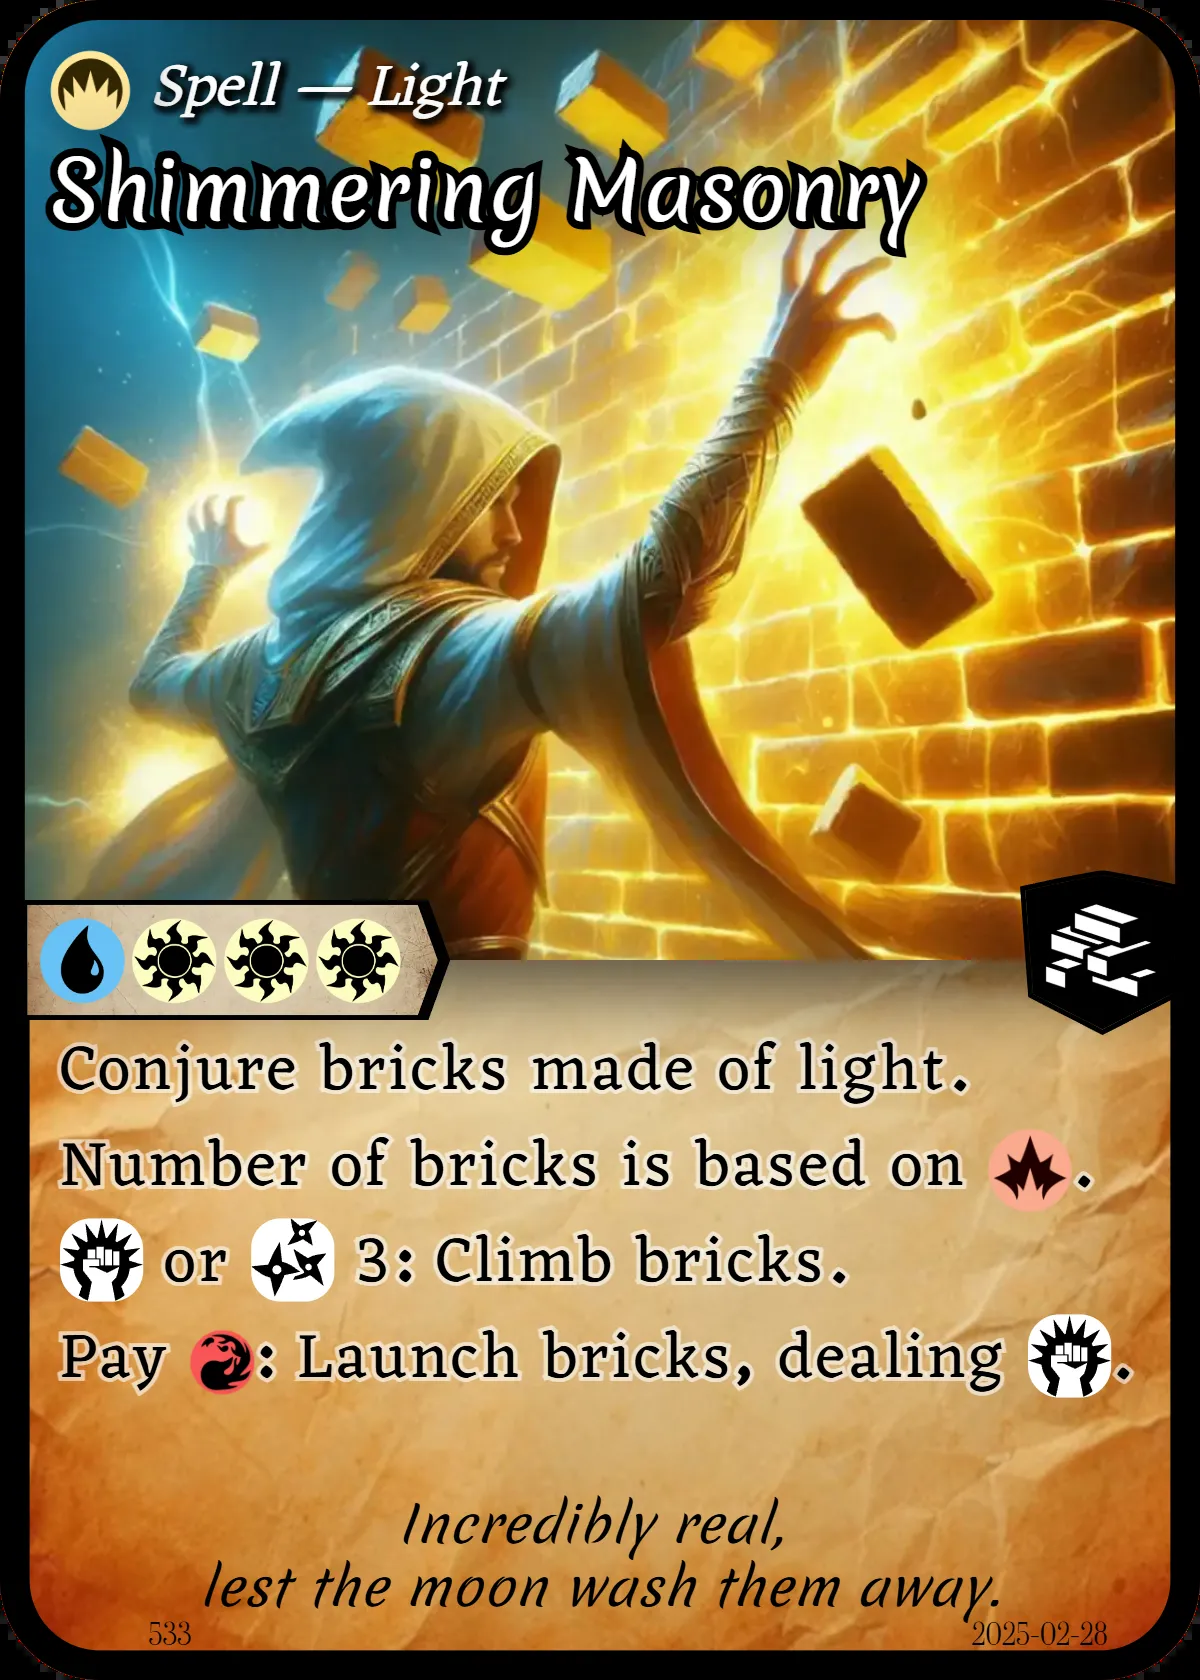 Spell — Light
Shimmering Masonry
Conjure bricks made of light.
Number of bricks is based on .
or 3: Climb bricks.
Pay : Launch bricks, dealing .
Incredibly real,
lest the moon wash them away.
533
2025-02-28